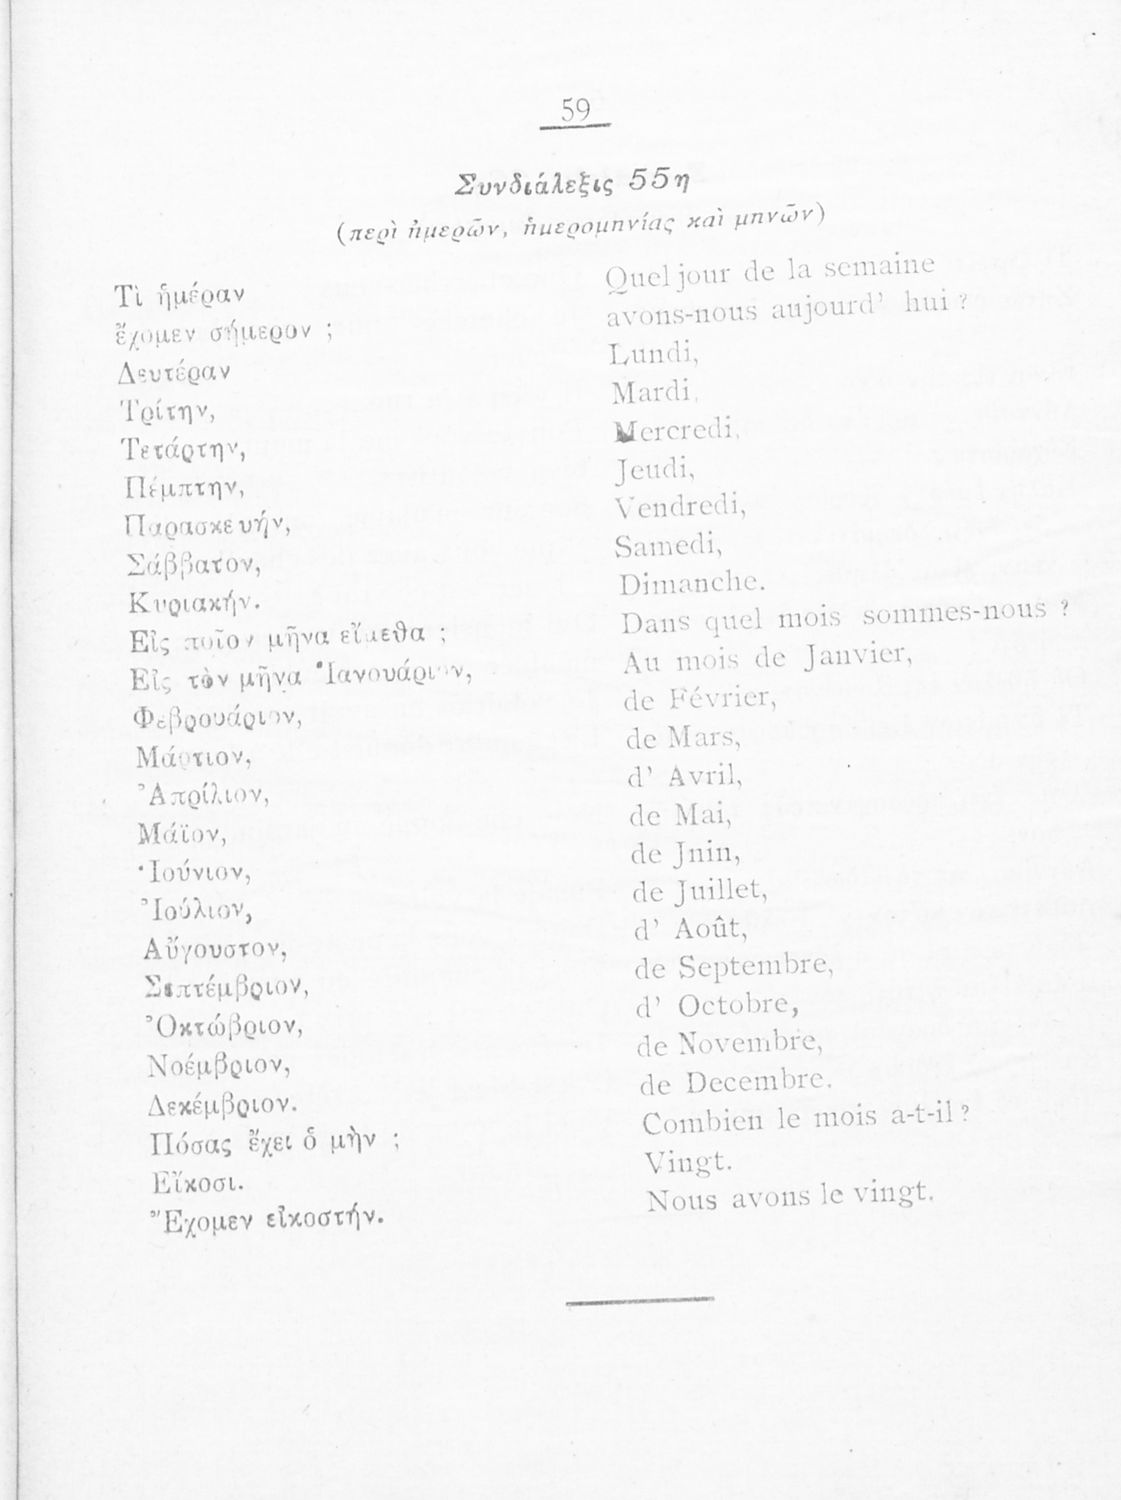 59
Συνδιάλεξις 55η
(περὶ ἡμερῶν, ἡμερομηνίας καὶ μηνῶν)
Τὶ ἡμέραν
ἔχομεν σήμερον ;
Δευτέραν
Τρίτην,
Τετάρτην,
Πέμπτην,
Παρασκευήν,
Σάββατον,
Κυριακήν.
Εἰς ποῖον μῆνα εἴμεθα ;
Εἰς τὸν μῆνα Ἰανουάριον,
Φεβρουάριον,
Μάρτιον,
Ἀπρίλιον,
Μάϊον,
Ἰούνιον,
Ἰούλιον,
Αὔγουστον,
Σεπτέμβριον,
Ὀκτώβριον,
Νοέμβριον,
Δεκέμβριον.
Πόσας ἔχει ὁ μὴν ;
Εἴκοσι.
Ἔχομεν εἰκοστήν.
Quel jour de la semaine
avons-nous aujourd' hui ?
Lundi,
Mardi,
Mercredi,
Jeudi,
Vendredi,
Samedi,
Dimanche.
Dans quel mois sommes-nous ?
Au mois de Janvier,
de Février,
de Mars,
d' Avril,
de Mai,
de Jnin,
de Juillet,
d' Août,
de Septembre,
d' Octobre,
de Novembre,
de Decembre.
Combien le mois a-t-il ?
Vingt.
Nous avons le vingt.